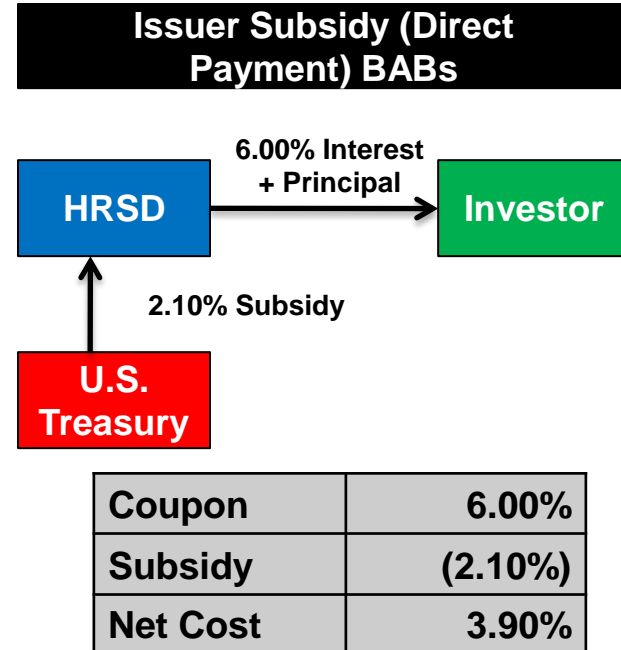 Issuer Subsidy (Direct
Payment) BABs
6.00% Interest
+ Principal
HRSD
Investor
2.10% Subsidy
U.S.
Treasury
Coupon 6.00%
Subsidy (2.10%)
Net Cost 3.90%